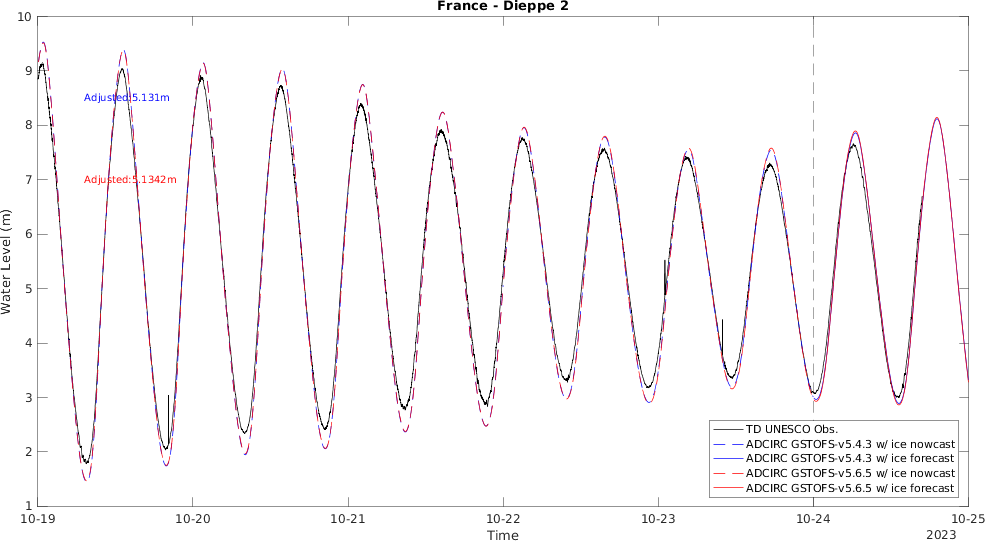 France - Dieppe 2
10
9
8
7
6
5
4
3
2
1
Water Level (m)
Adjusted:5.131m
Adjusted:5.1342m
TD UNESCO Obs.
ADCIRC GSTOFS-v5.4.3 w/ ice nowcast
ADCIRC GSTOFS-v5.4.3 w/ ice forecast
ADCIRC GSTOFS-v5.6.5 w/ ice nowcast
ADCIRC GSTOFS-v5.6.5 w/ ice forecast
10-19 10-20 10-21 10-22 10-23 10-24 10-25
Time
2023